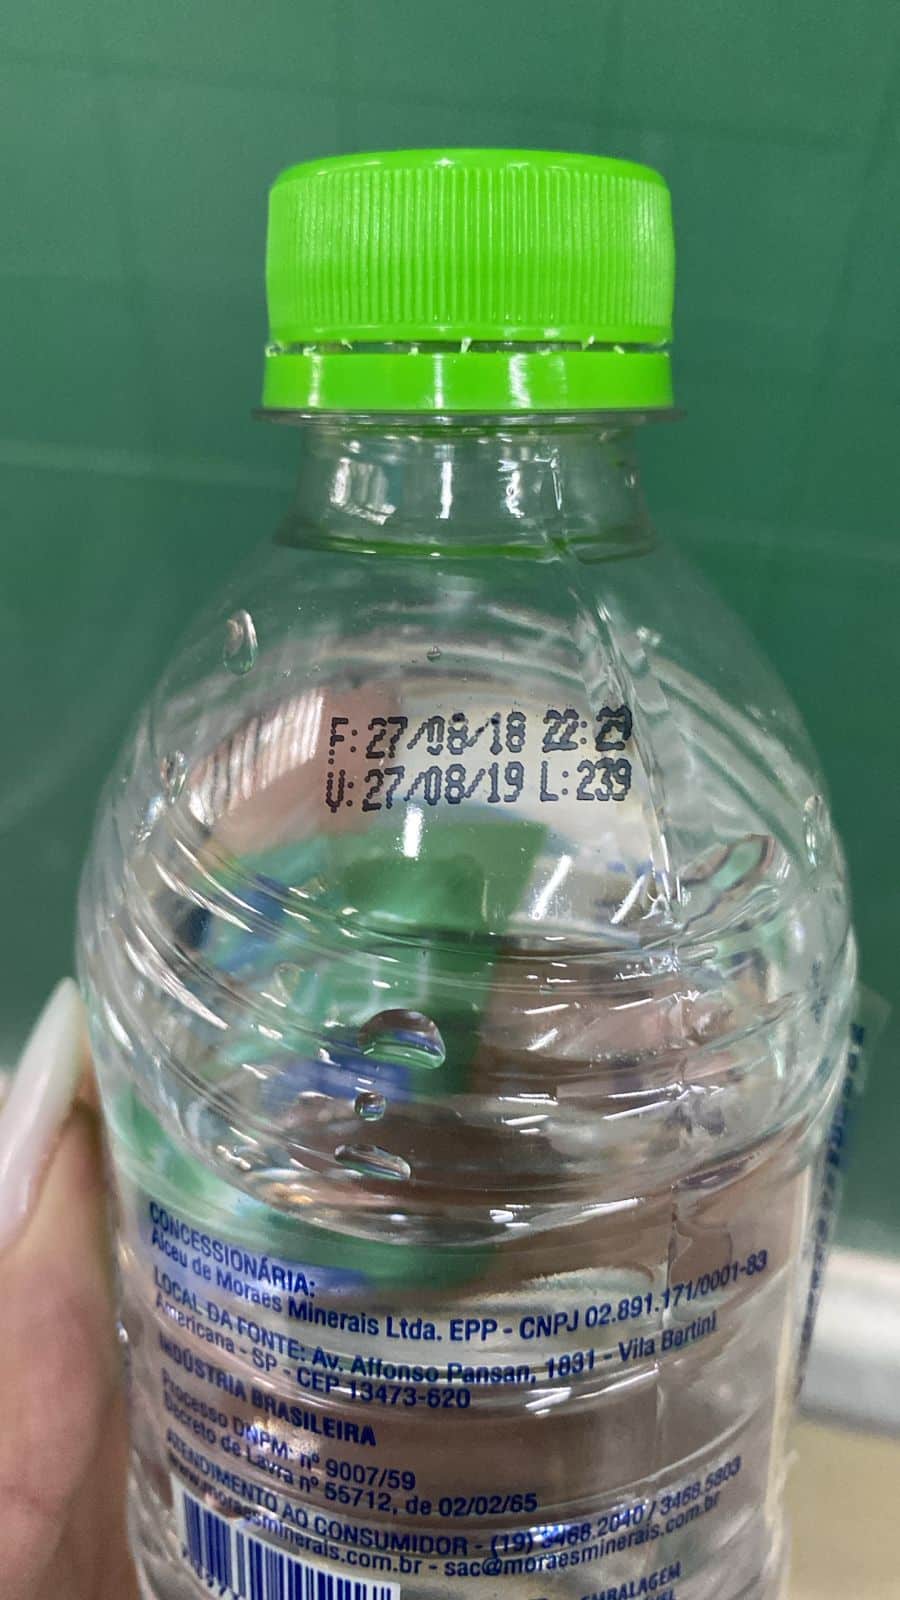 F: 27/08/18 22:29
V: 27/08/19 L: 239
CONCESSIONÁRIA:
Alceu de Moraes Minerais Ltda. EPP - CNPJ 02.891.171/0001-83
LOCAL DA FONTE: Av. Affonso Pansan, 1831 - Vila Bertini
Americana - SP - CEP 13473-620
INDÚSTRIA BRASILEIRA
Processo DNPM: nº 9007/59
Decreto de Lavra nº 55712, de 02/02/65
ATENDIMENTO AO CONSUMIDOR - (19) 3468.2040 / 3468.5803
www.moraesminerais.com.br - sac@moraesminerais.com.br
EMBALAGEM